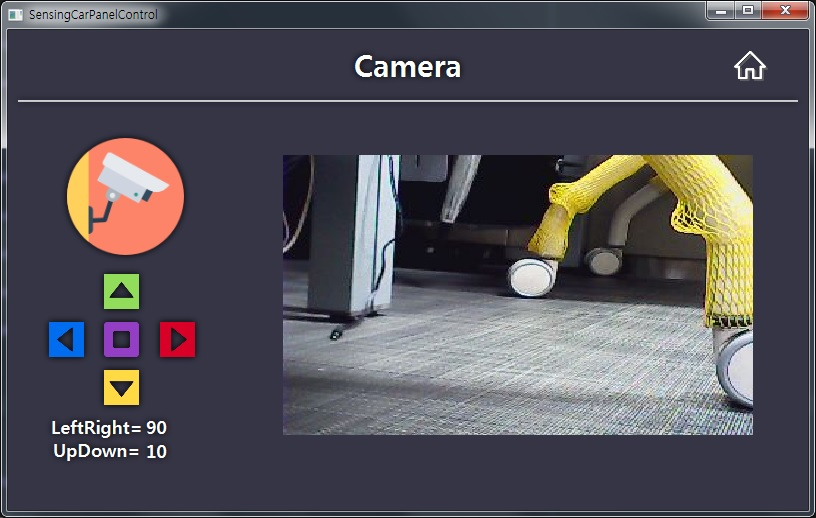 SensingCarPanelControl
Camera
LeftRight= 90
UpDown= 10